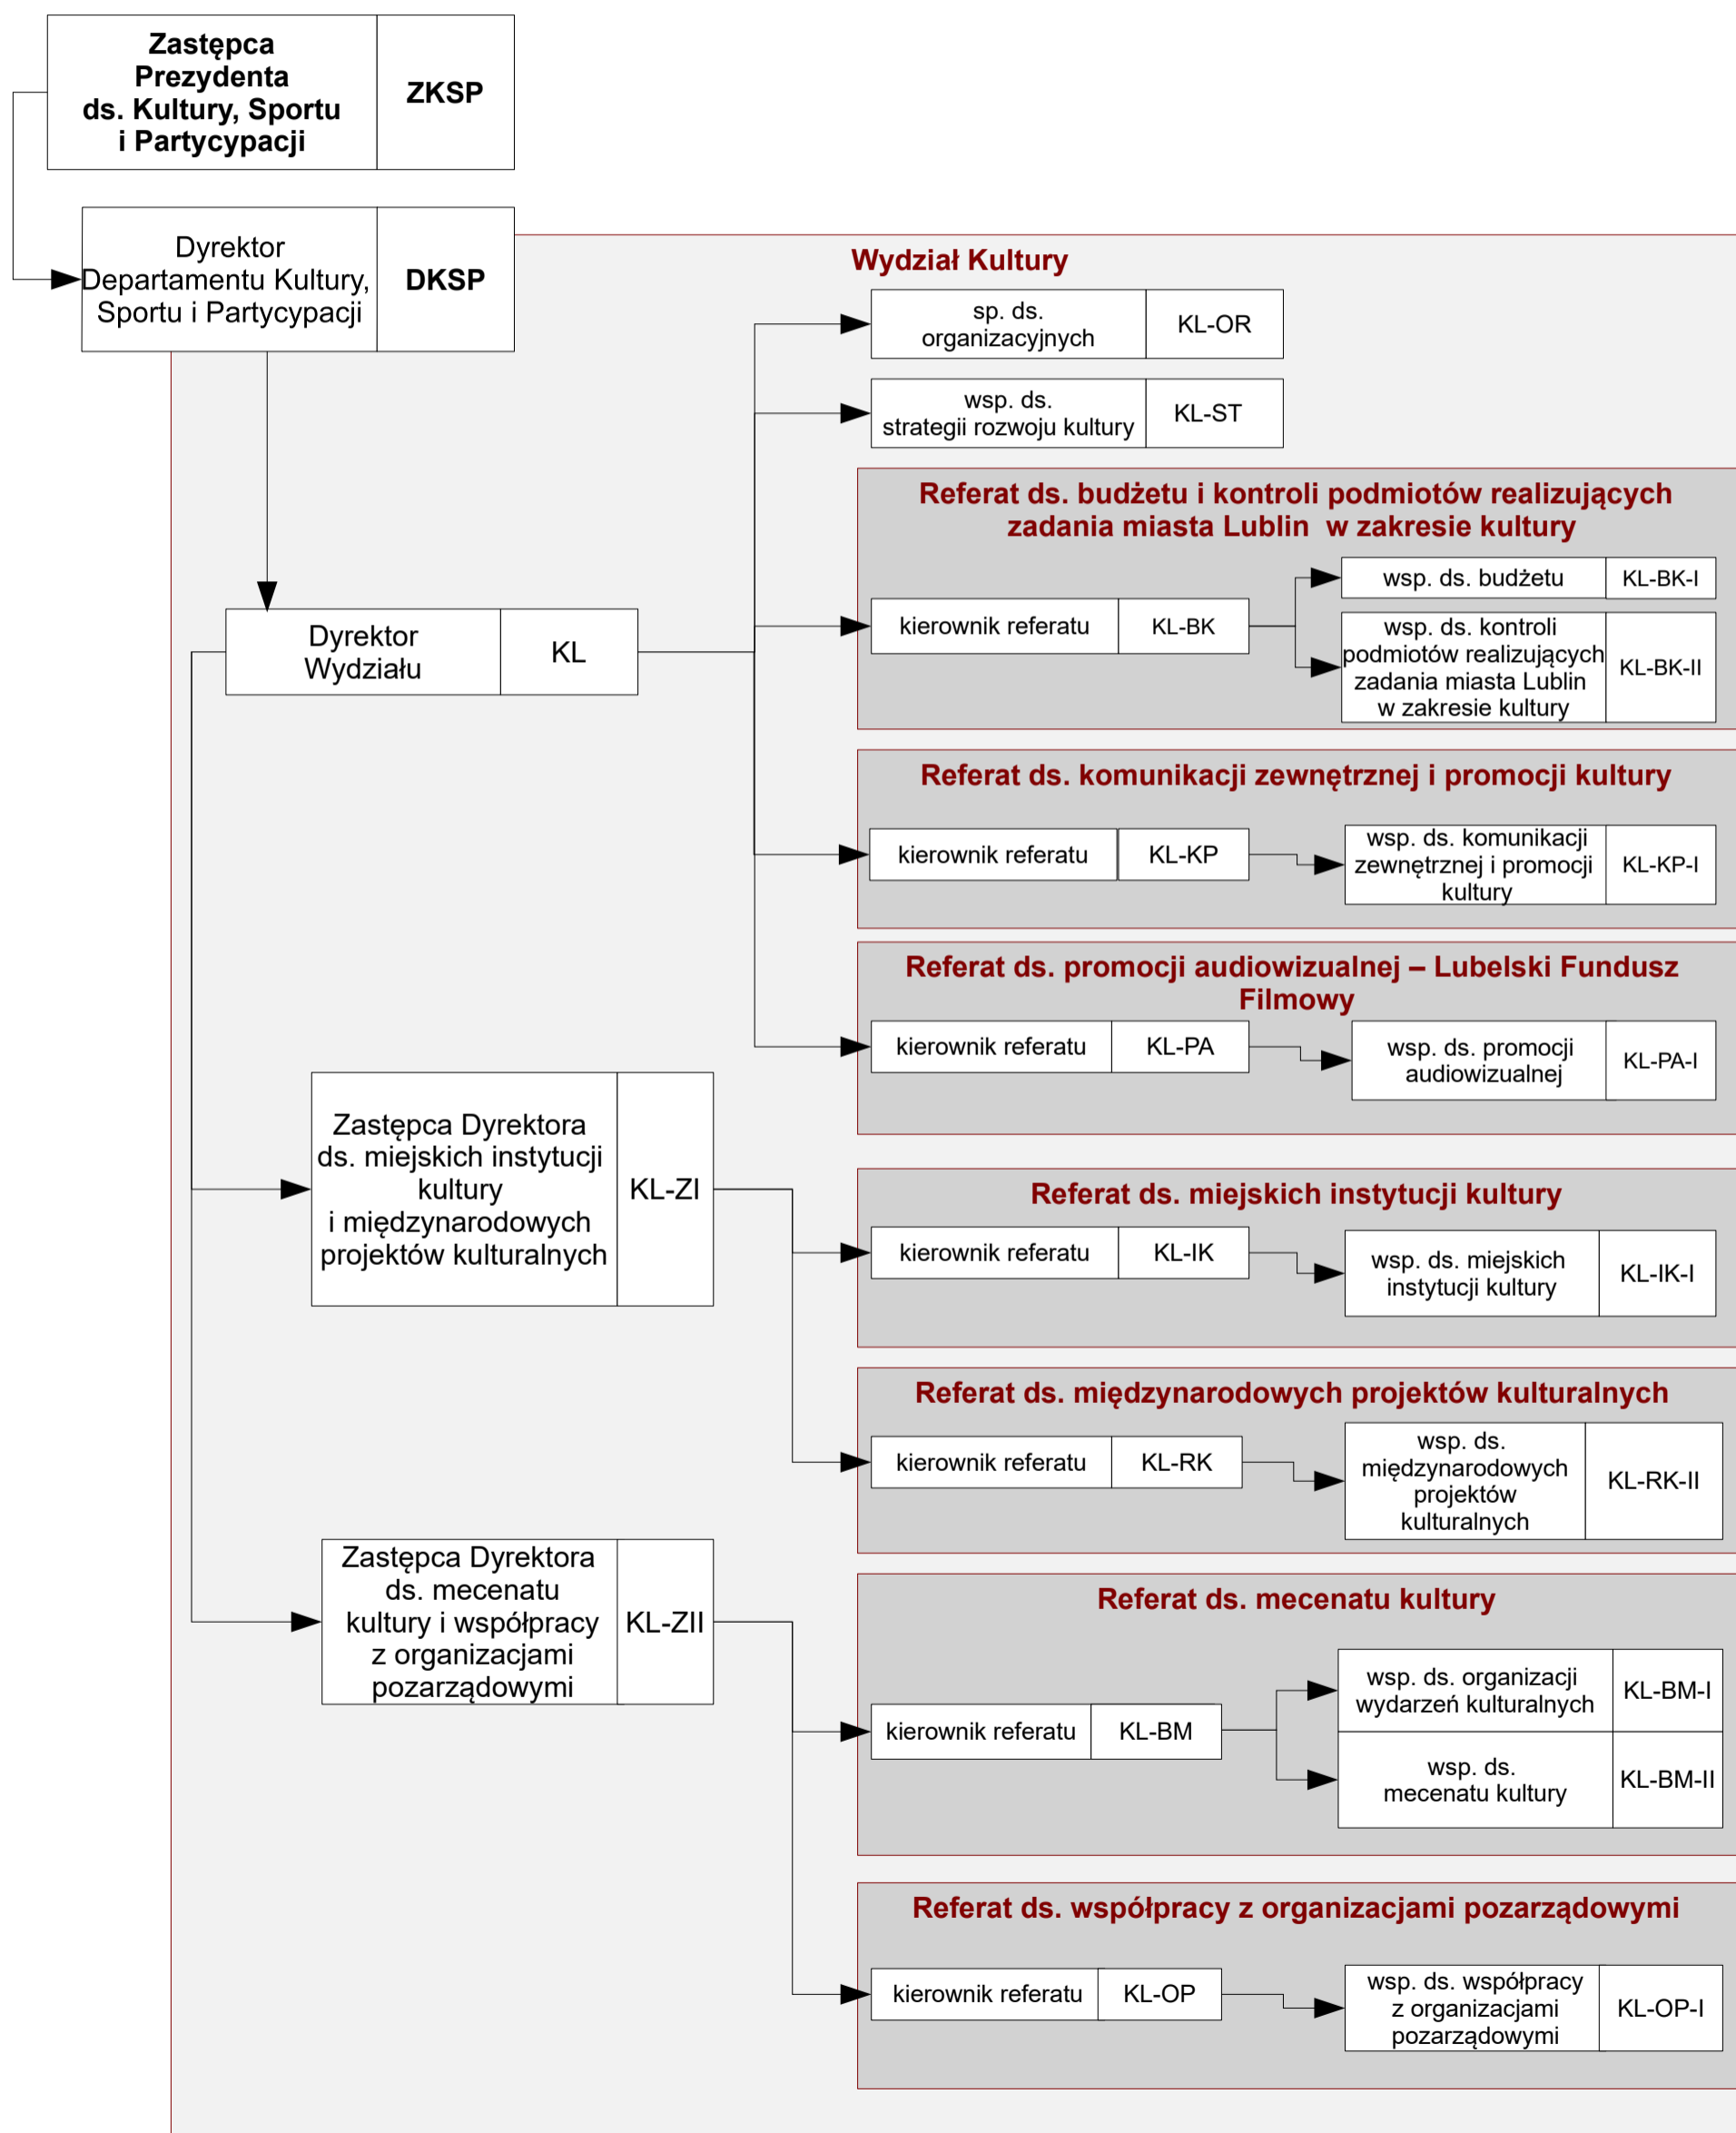 Zastępca
Prezydenta
ds. Kultury, Sportu
i Partycypacji
ZKSP
Dyrektor
Departamentu Kultury,
Sportu i Partycypacji
DKSP
Wydział Kultury
sp. ds.
organizacyjnych
KL-OR
wsp. ds.
strategii rozwoju kultury
KL-ST
Referat ds. budżetu i kontroli podmiotów realizujących
zadania miasta Lublin w zakresie kultury
kierownik referatu
KL-BK
wsp. ds. budżetu
KL-BK-I
wsp. ds. kontroli
podmiotów realizujących
zadania miasta Lublin
w zakresie kultury
KL-BK-II
Dyrektor
Wydziału
KL
Referat ds. komunikacji zewnętrznej i promocji kultury
kierownik referatu
KL-KP
wsp. ds. komunikacji
zewnętrznej i promocji
kultury
KL-KP-I
Referat ds. promocji audiowizualnej – Lubelski Fundusz
Filmowy
kierownik referatu
KL-PA
wsp. ds. promocji
audiowizualnej
KL-PA-I
Zastępca Dyrektora
ds. miejskich instytucji
kultury
i międzynarodowych
projektów kulturalnych
KL-ZI
Referat ds. miejskich instytucji kultury
kierownik referatu
KL-IK
wsp. ds. miejskich
instytucji kultury
KL-IK-I
Referat ds. międzynarodowych projektów kulturalnych
kierownik referatu
KL-RK
wsp. ds.
międzynarodowych
projektów
kulturalnych
KL-RK-II
Zastępca Dyrektora
ds. mecenatu
kultury i współpracy
z organizacjami
pozarządowymi
KL-ZII
Referat ds. mecenatu kultury
kierownik referatu
KL-BM
wsp. ds. organizacji
wydarzeń kulturalnych
KL-BM-I
wsp. ds.
mecenatu kultury
KL-BM-II
Referat ds. współpracy z organizacjami pozarządowymi
kierownik referatu
KL-OP
wsp. ds. współpracy
z organizacjami
pozarządowymi
KL-OP-I